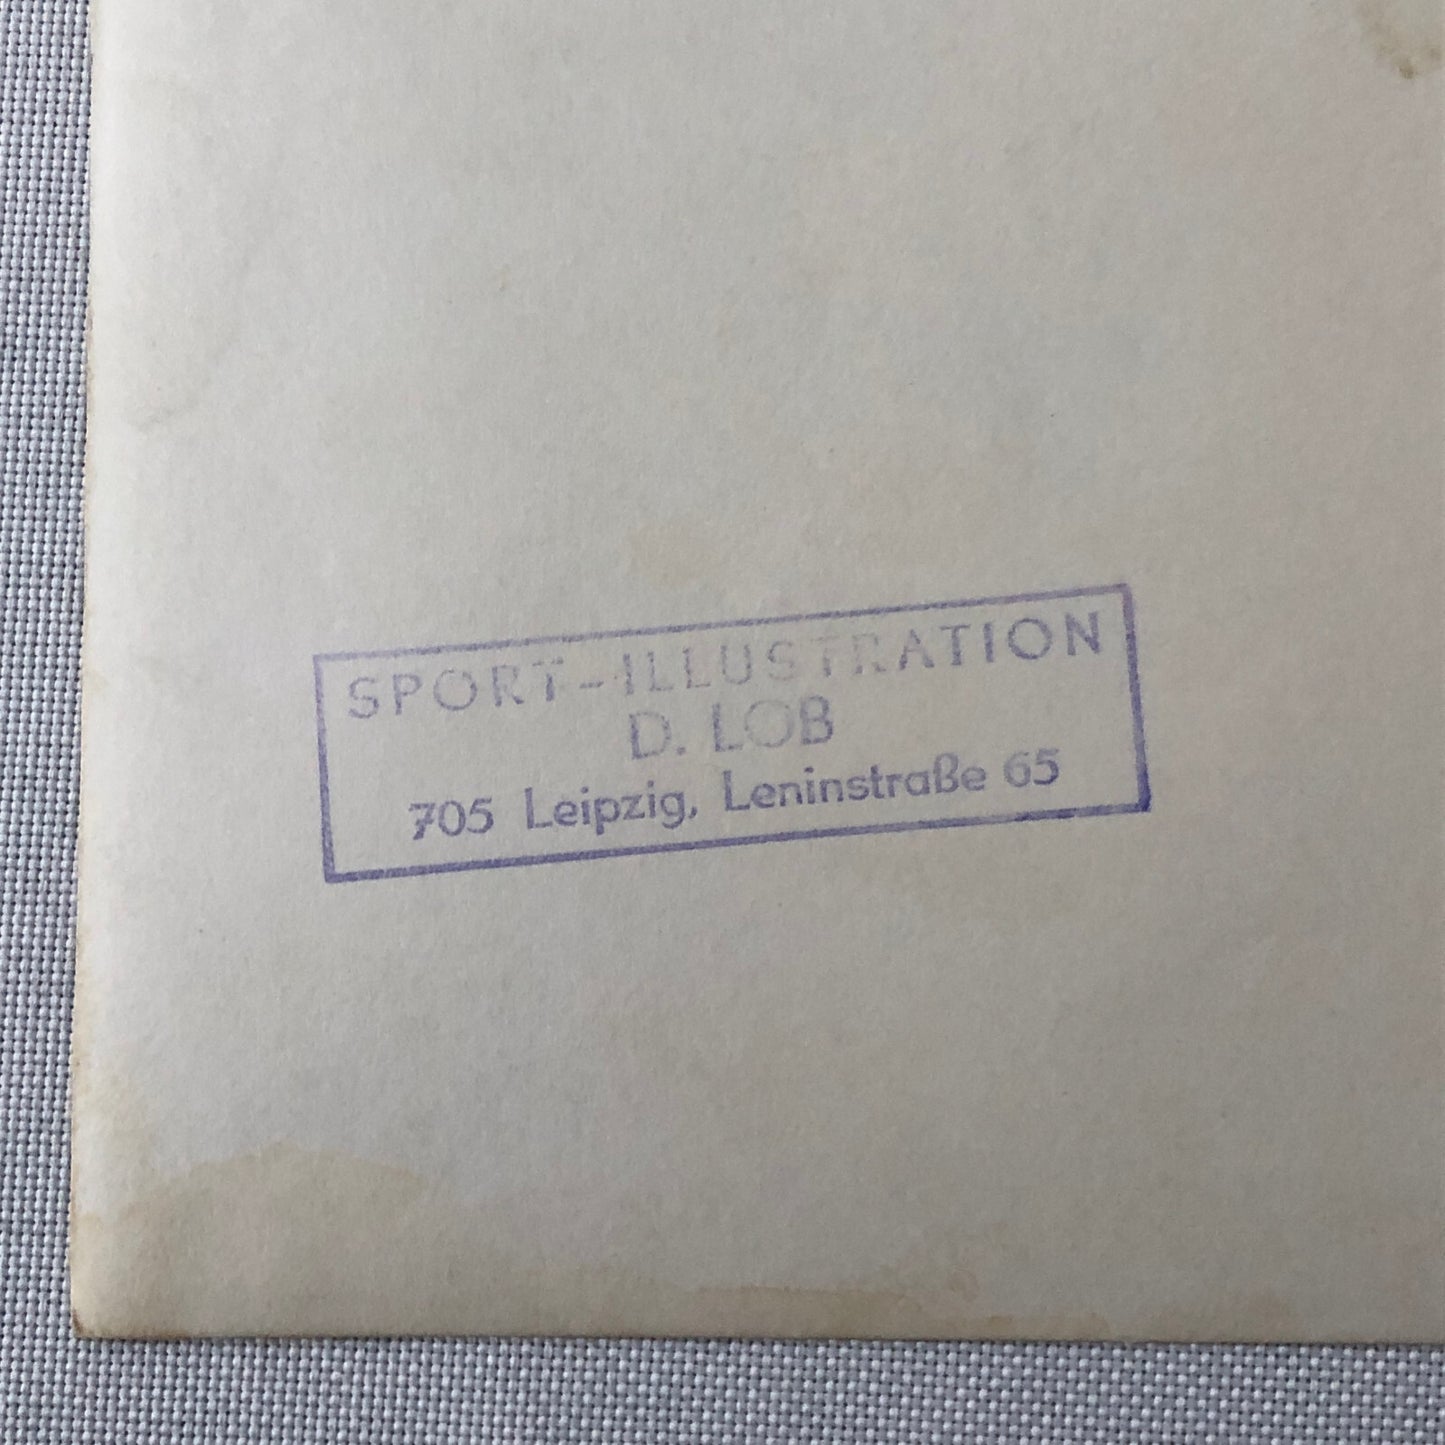 SPORT-ILLUSTRATION
D. LOB
705 Leipzig, Leninstraße 65